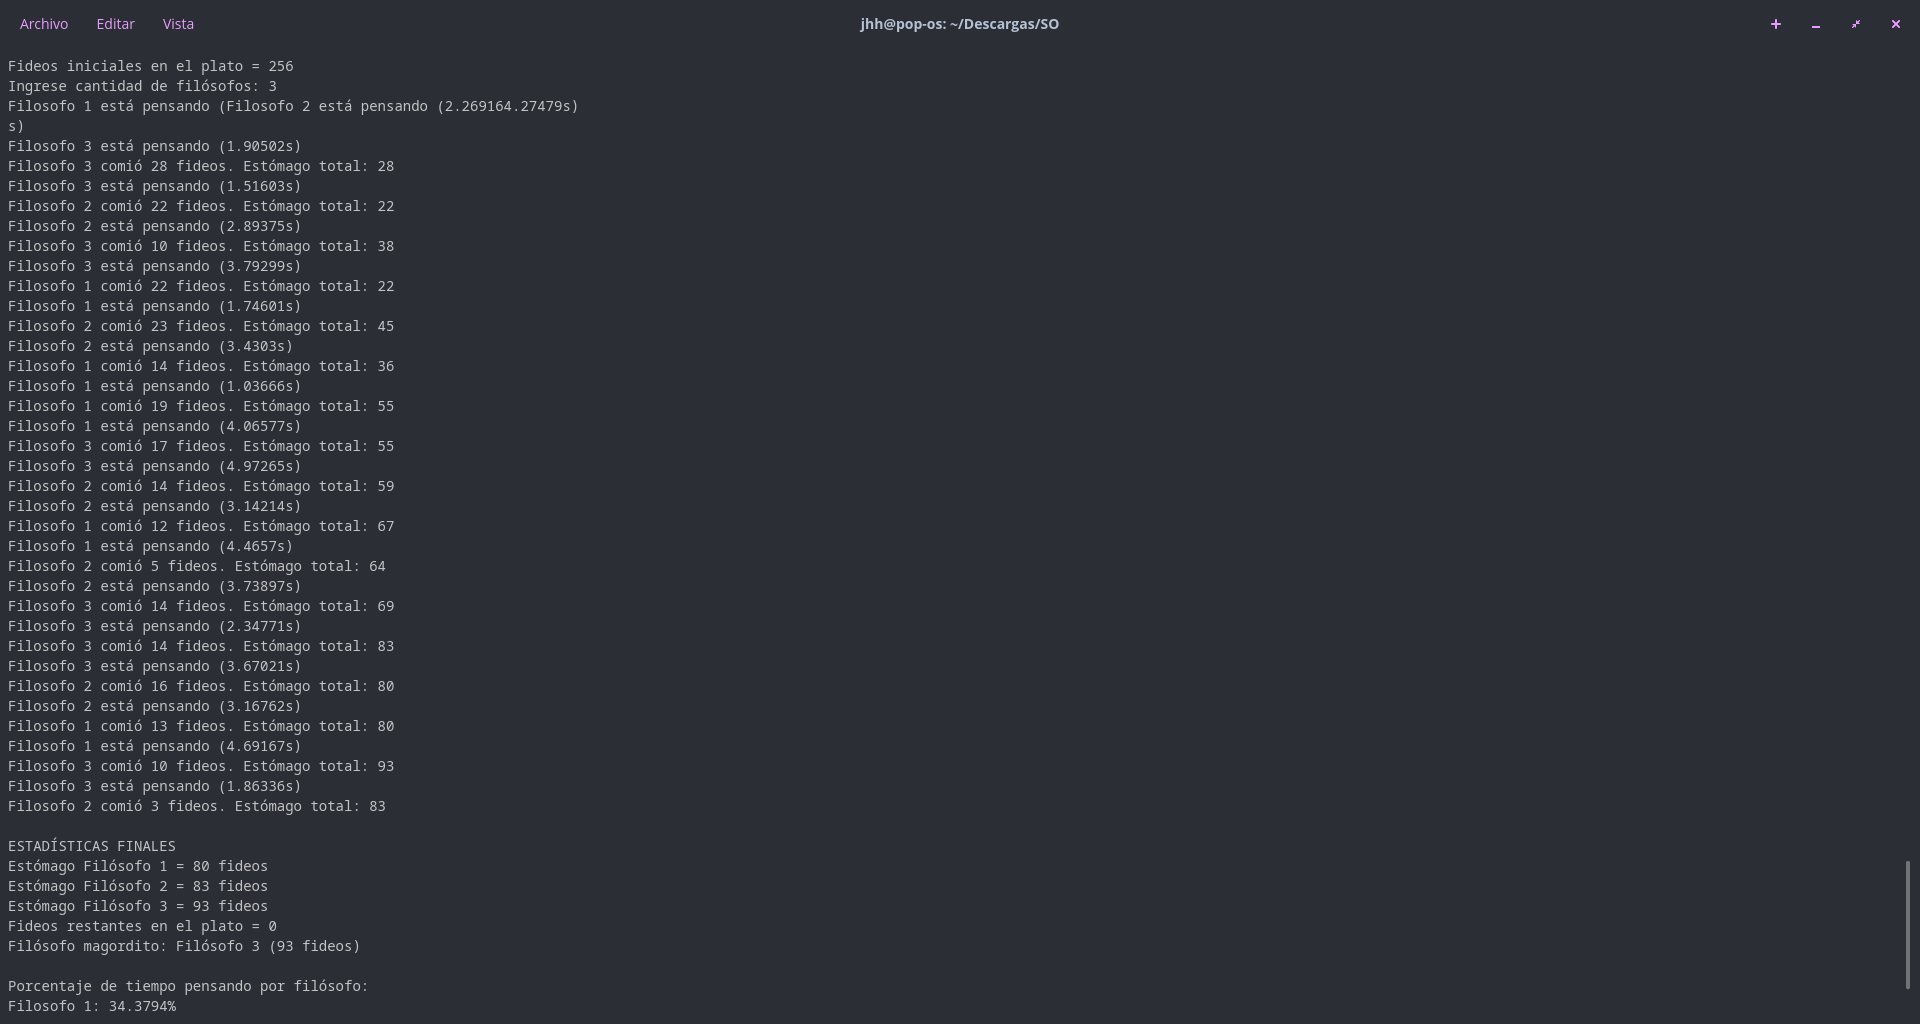 Archivo Editar Vista jhh@pop-os: ~/Descargas/SO
Fideos iniciales en el plato = 256
Ingrese cantidad de filósofos: 3
Filosofo 1 está pensando (Filosofo 2 está pensando (2.269164.27479s)
s)
Filosofo 3 está pensando (1.90502s)
Filosofo 3 comió 28 fideos. Estómago total: 28
Filosofo 3 está pensando (1.51603s)
Filosofo 2 comió 22 fideos. Estómago total: 22
Filosofo 2 está pensando (2.89375s)
Filosofo 3 comió 10 fideos. Estómago total: 38
Filosofo 3 está pensando (3.79299s)
Filosofo 1 comió 22 fideos. Estómago total: 22
Filosofo 1 está pensando (1.74601s)
Filosofo 2 comió 23 fideos. Estómago total: 45
Filosofo 2 está pensando (3.4303s)
Filosofo 1 comió 14 fideos. Estómago total: 36
Filosofo 1 está pensando (1.03666s)
Filosofo 1 comió 19 fideos. Estómago total: 55
Filosofo 1 está pensando (4.06577s)
Filosofo 3 comió 17 fideos. Estómago total: 55
Filosofo 3 está pensando (4.97265s)
Filosofo 2 comió 14 fideos. Estómago total: 59
Filosofo 2 está pensando (3.14214s)
Filosofo 1 comió 12 fideos. Estómago total: 67
Filosofo 1 está pensando (4.4657s)
Filosofo 2 comió 5 fideos. Estómago total: 64
Filosofo 2 está pensando (3.73897s)
Filosofo 3 comió 14 fideos. Estómago total: 69
Filosofo 3 está pensando (2.34771s)
Filosofo 3 comió 14 fideos. Estómago total: 83
Filosofo 3 está pensando (3.67021s)
Filosofo 2 comió 16 fideos. Estómago total: 80
Filosofo 2 está pensando (3.16762s)
Filosofo 1 comió 13 fideos. Estómago total: 80
Filosofo 1 está pensando (4.69167s)
Filosofo 3 comió 10 fideos. Estómago total: 93
Filosofo 3 está pensando (1.86336s)
Filosofo 2 comió 3 fideos. Estómago total: 83
ESTADÍSTICAS FINALES
Estómago Filósofo 1 = 80 fideos
Estómago Filósofo 2 = 83 fideos
Estómago Filósofo 3 = 93 fideos
Fideos restantes en el plato = 0
Filósofo magordito: Filósofo 3 (93 fideos)
Porcentaje de tiempo pensando por filósofo:
Filosofo 1: 34.3794%